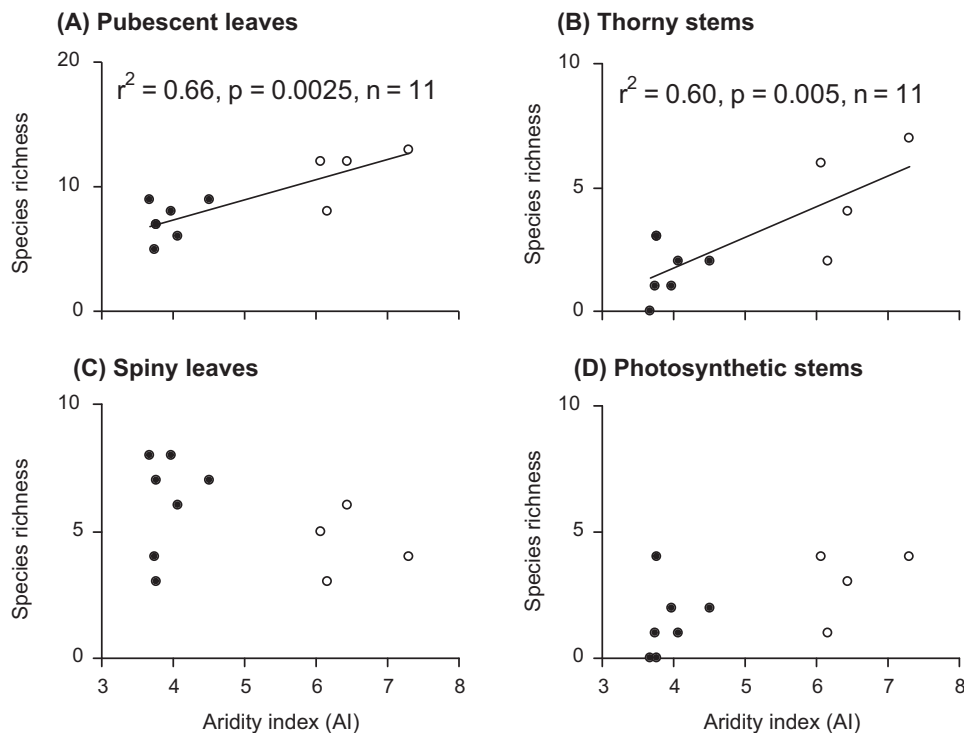 (A) Pubescent leaves
20
10
0
Species richness
r² = 0.66, p = 0.0025, n = 11
(B) Thorny stems
10
5
0
Species richness
r² = 0.60, p = 0.005, n = 11
(C) Spiny leaves
10
5
0
Species richness
3 4 5 6 7 8
Aridity index (AI)
(D) Photosynthetic stems
10
5
0
Species richness
3 4 5 6 7 8
Aridity index (AI)